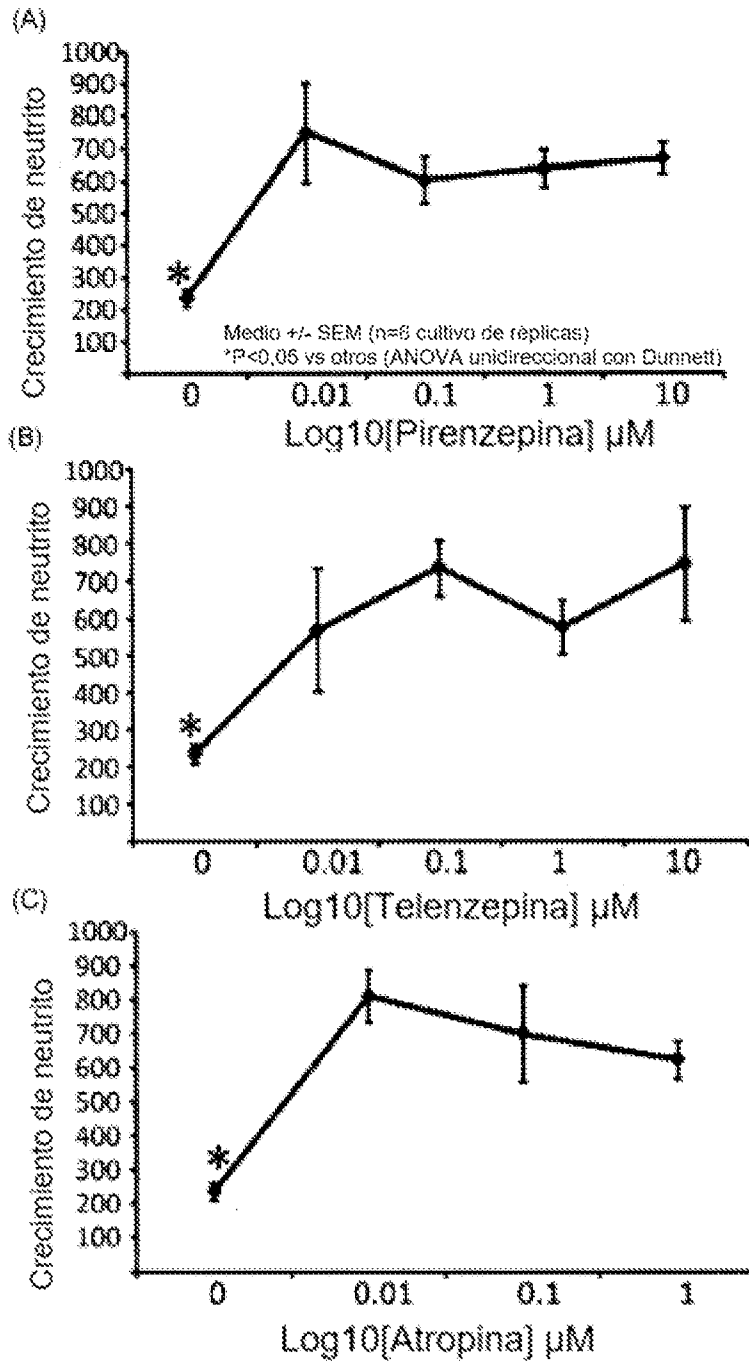 (A)
1000
900
800
700
600
500
400
300
200
100
Crecimiento de neutrito
*
Medio +/- SEM (n=6 cultivo de réplicas)
*P<0,05 vs otros (ANOVA unidireccional con Dunnett)
0 0.01 0.1 1 10
Log10[Pirenzepina] µM
(B)
1000
900
800
700
600
500
400
300
200
100
Crecimiento de neutrito
*
0 0.01 0.1 1 10
Log10[Telenzepina] µM
(C)
1000
900
800
700
600
500
400
300
200
100
Crecimiento de neutrito
*
0 0.01 0.1 1
Log10[Atropina] µM